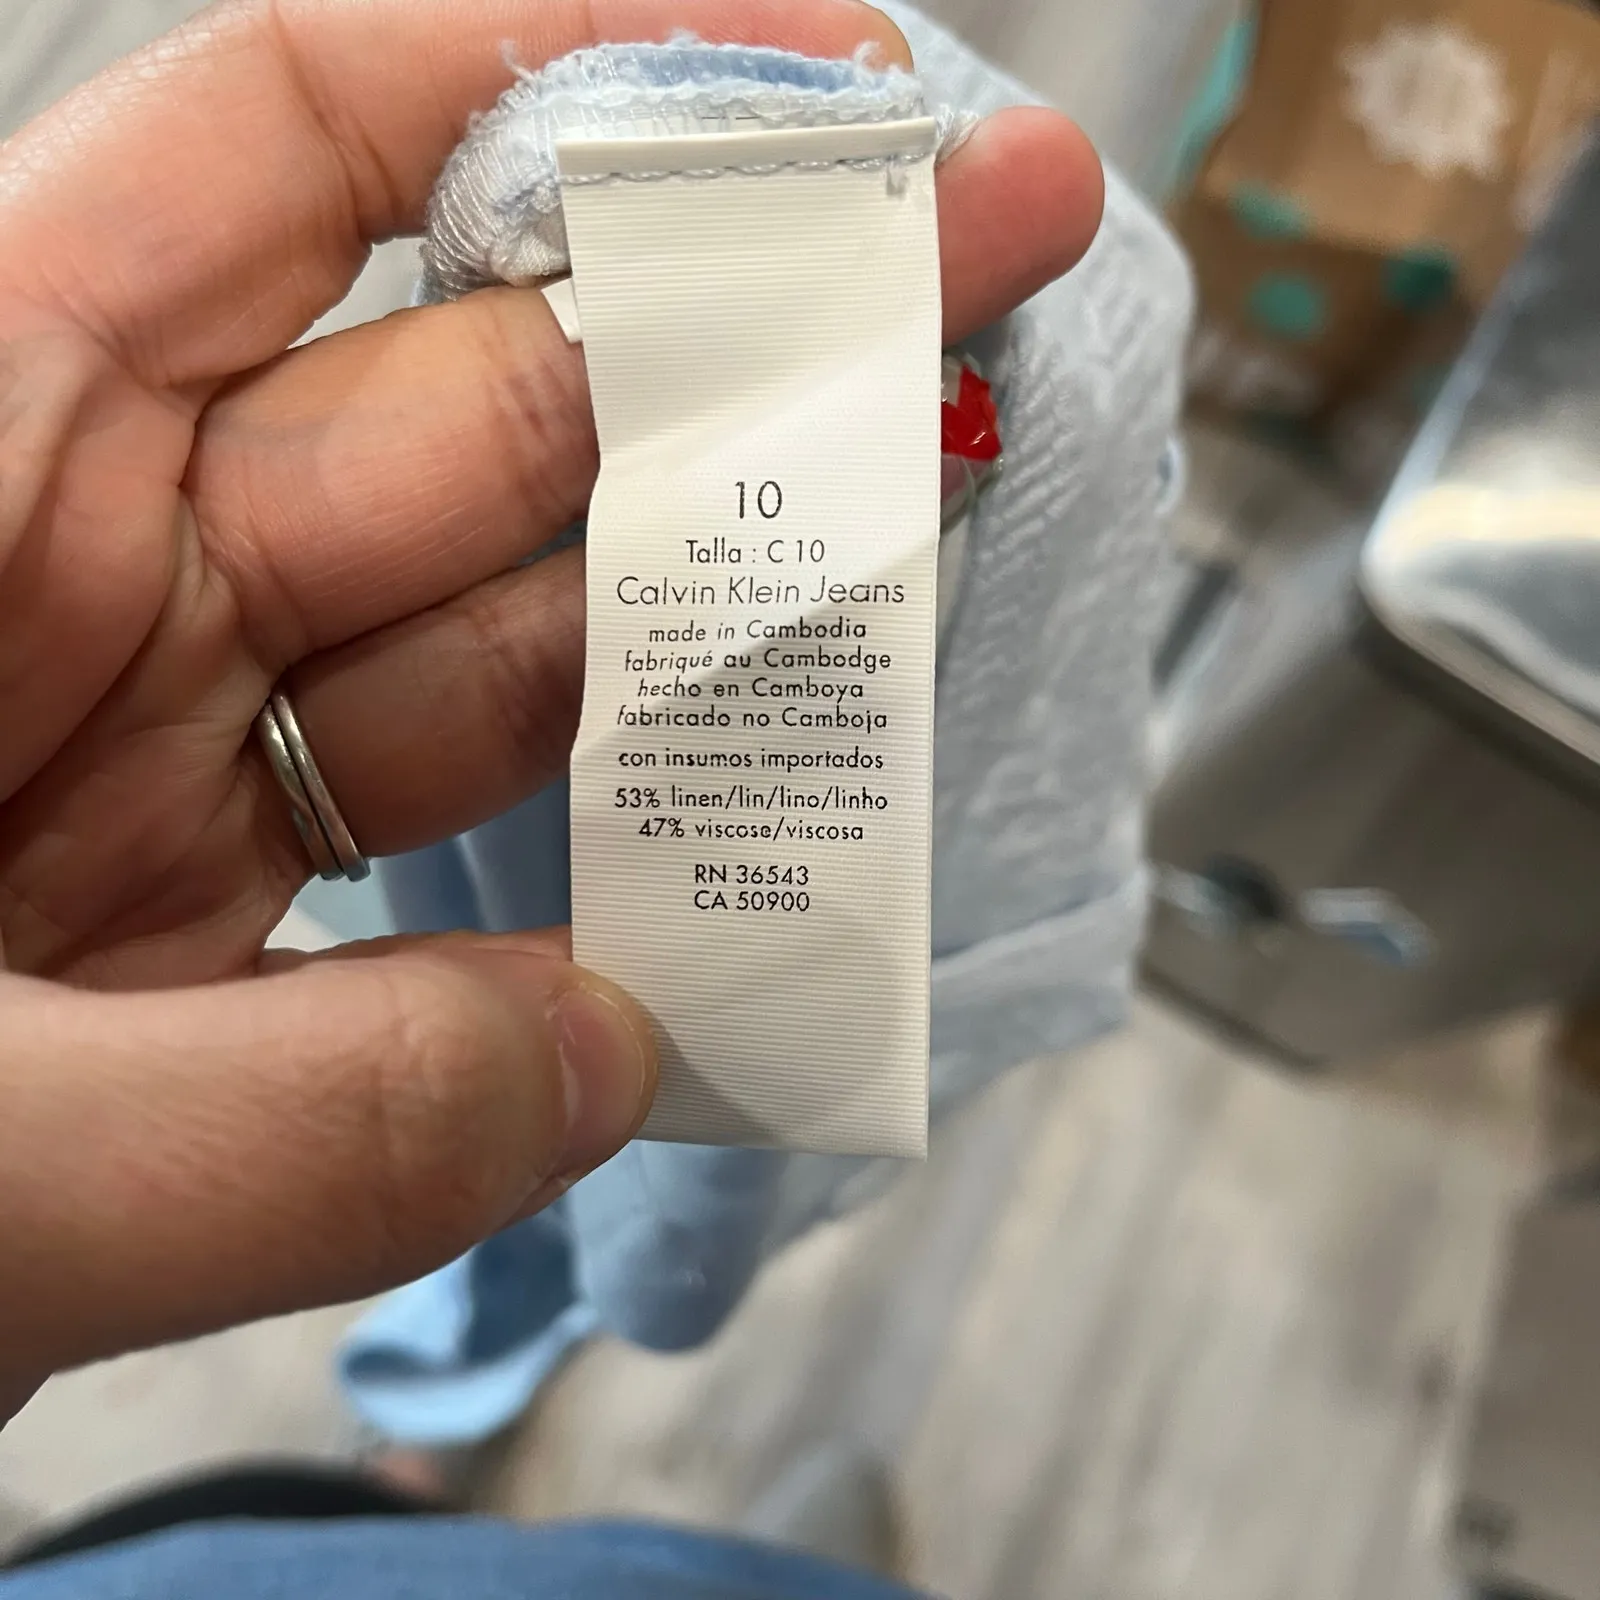 10
Talla : C 10
Calvin Klein Jeans
made in Cambodia
fabriqué au Cambodge
hecho en Camboya
fabricado no Camboja
con insumos importados
53% linen/lin/lino/linho
47% viscose/viscosa
RN 36543
CA 50900